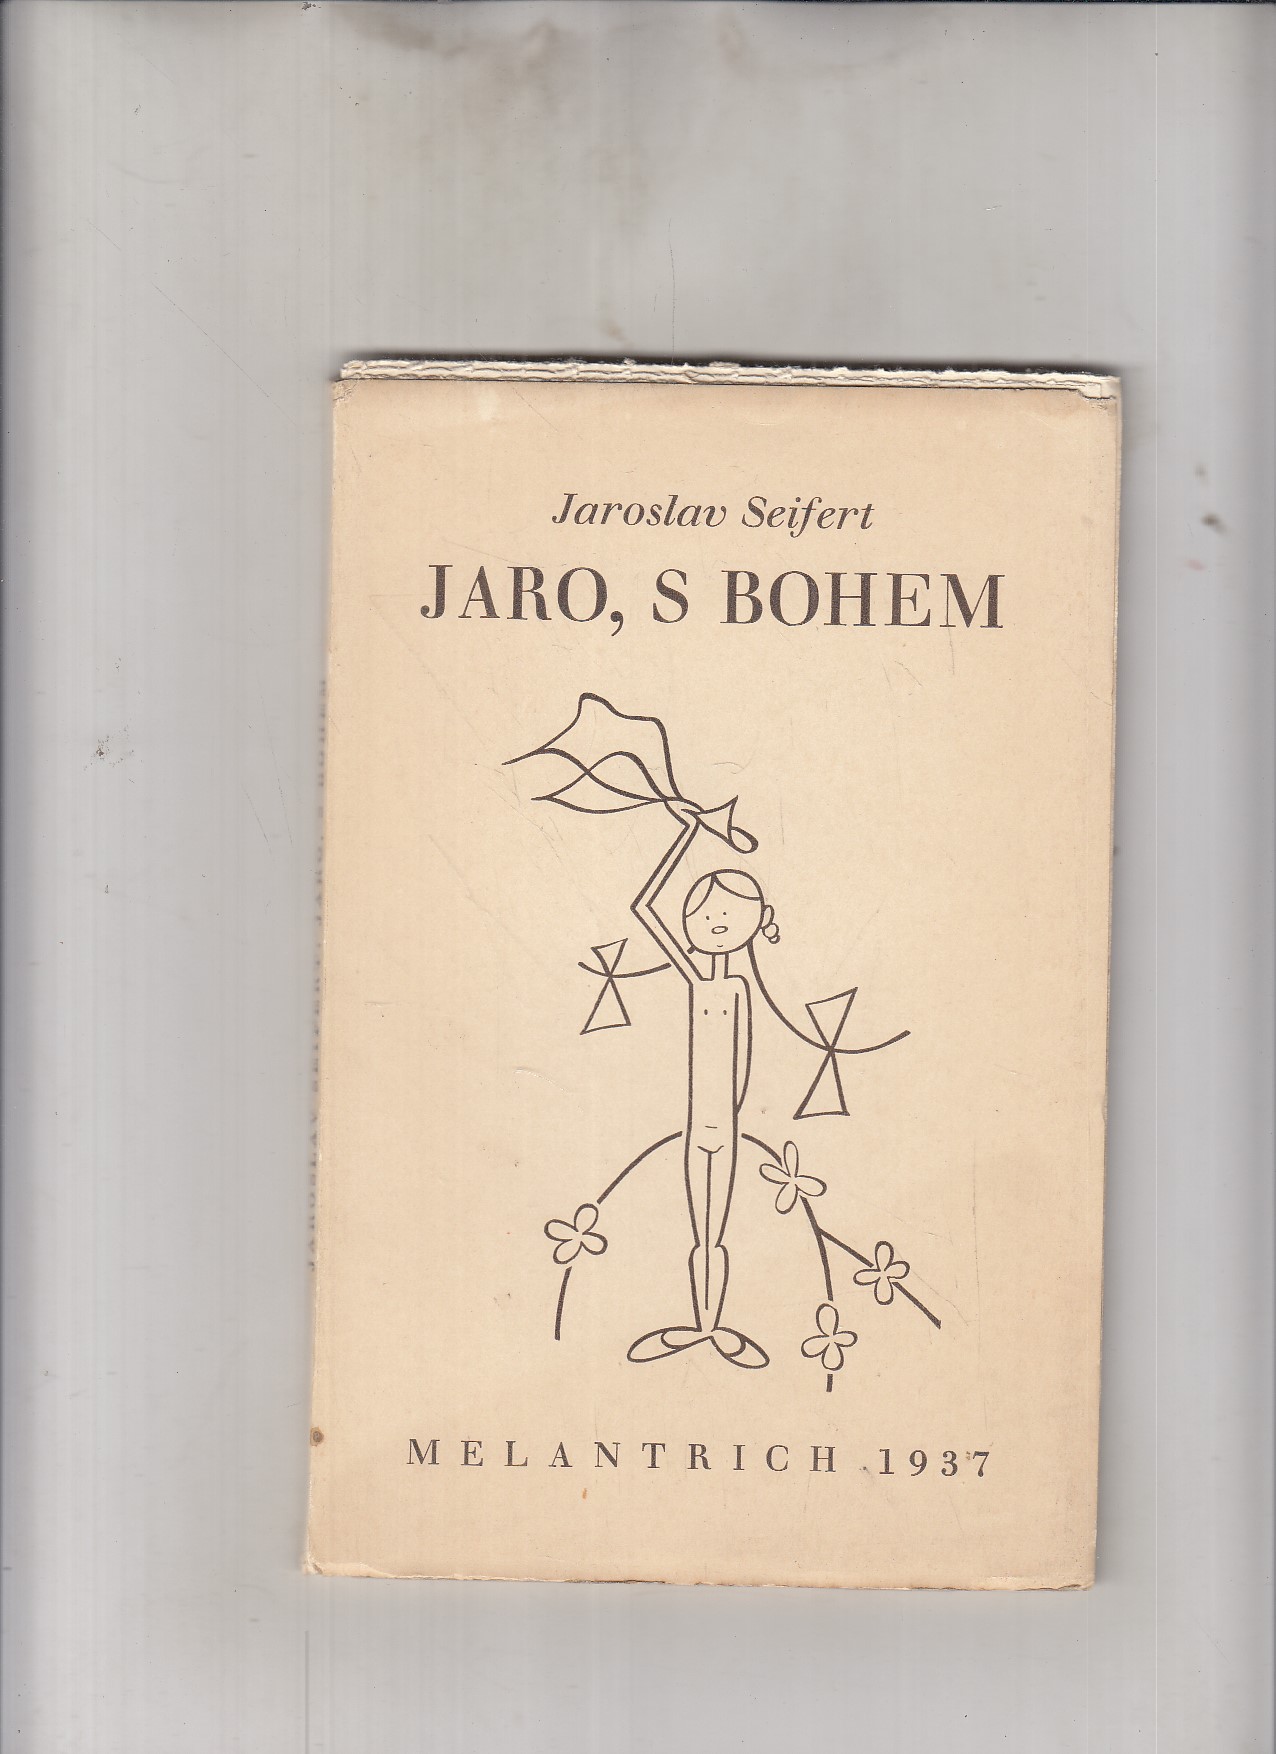 Jaroslav Seifert
JARO, S BOHEM
MELANTRICH 1937